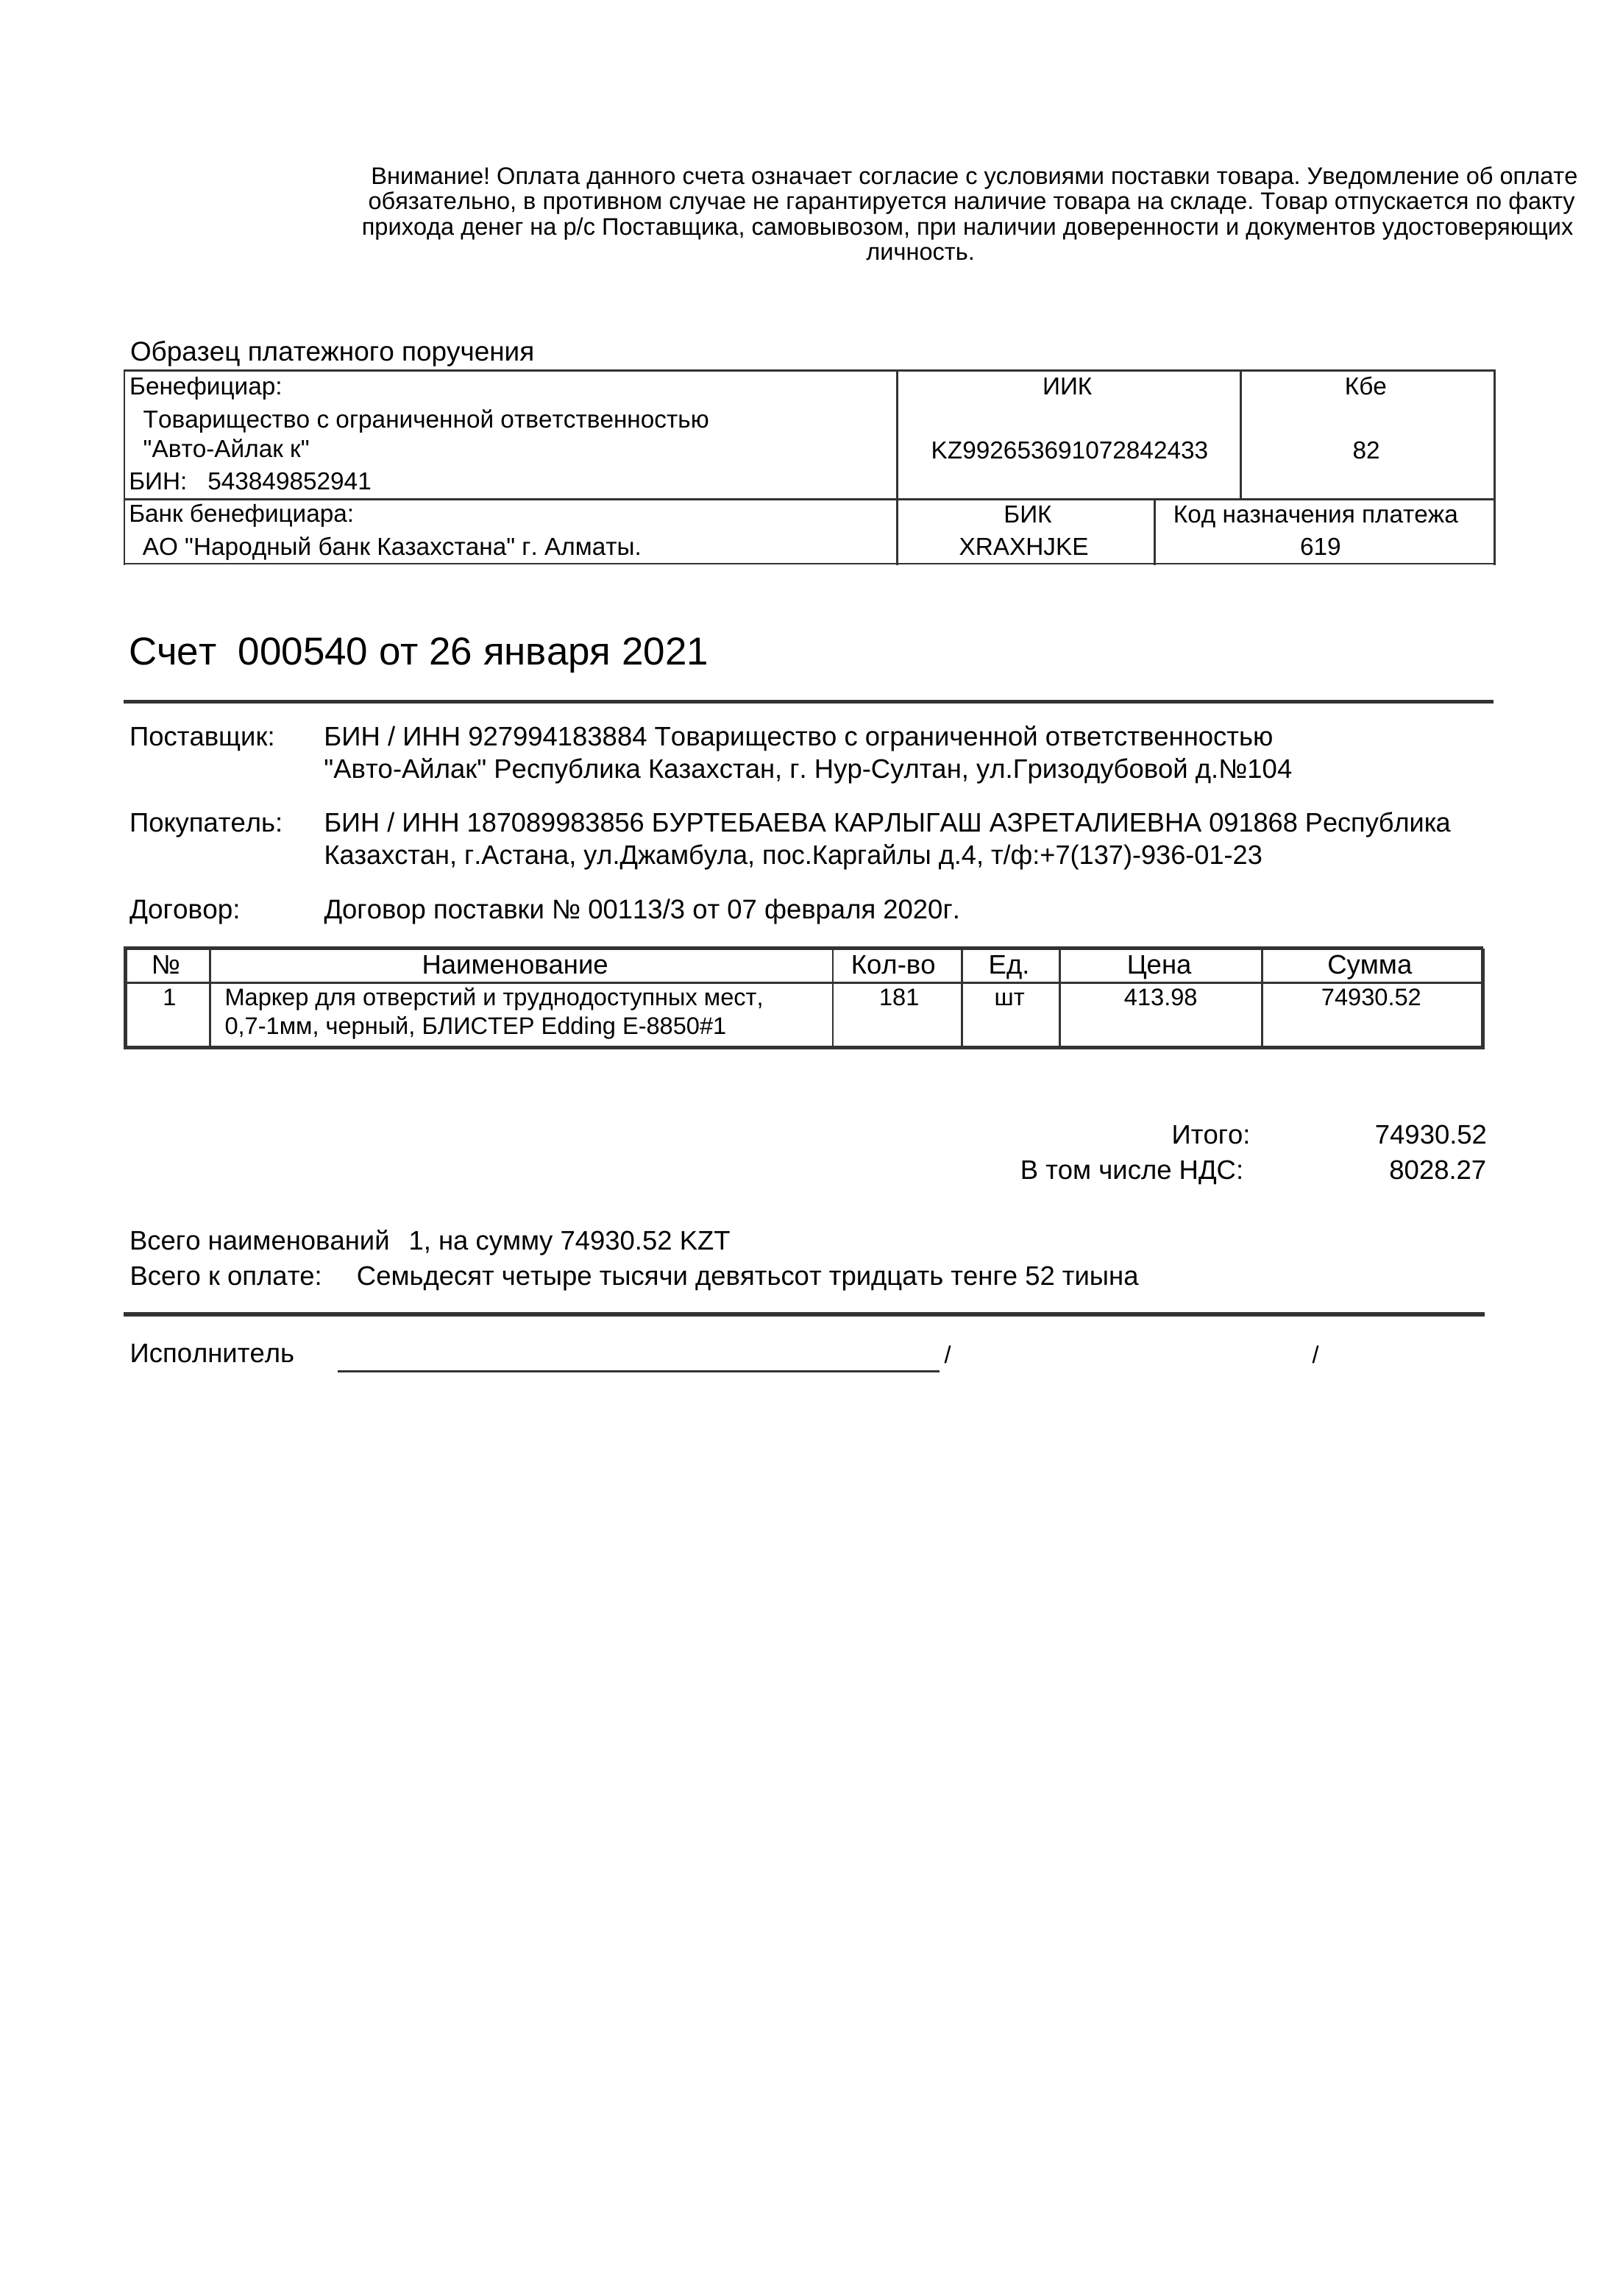 Внимание! Оплата данного счета означает согласие с условиями поставки товара. Уведомление об оплате
обязательно, в противном случае не гарантируется наличие товара на складе. Товар отпускается по факту
прихода денег на р/с Поставщика, самовывозом, при наличии доверенности и документов удостоверяющих
личность.
Образец платежного поручения
Бенефициар: ИИК Кбе
Товарищество с ограниченной ответственностью
"Авто-Айлак к" KZ992653691072842433 82
БИН: 543849852941
Банк бенефициара: БИК Код назначения платежа
АО "Народный банк Казахстана" г. Алматы. XRAXHJKE 619
Счет 000540 от 26 января 2021
Поставщик: БИН / ИНН 927994183884 Товарищество с ограниченной ответственностью
"Авто-Айлак" Республика Казахстан, г. Нур-Султан, ул.Гризодубовой д.№104
Покупатель: БИН / ИНН 187089983856 БУРТЕБАЕВА КАРЛЫГАШ АЗРЕТАЛИЕВНА 091868 Республика
Казахстан, г.Астана, ул.Джамбула, пос.Каргайлы д.4, т/ф:+7(137)-936-01-23
Договор: Договор поставки № 00113/3 от 07 февраля 2020г.
№ Наименование Кол-во Ед. Цена Сумма
1 Маркер для отверстий и труднодоступных мест, 181 шт 413.98 74930.52
0,7-1мм, черный, БЛИСТЕР Edding E-8850#1
Итого: 74930.52
В том числе НДС: 8028.27
Всего наименований 1, на сумму 74930.52 KZT
Всего к оплате: Семьдесят четыре тысячи девятьсот тридцать тенге 52 тиына
Исполнитель / /